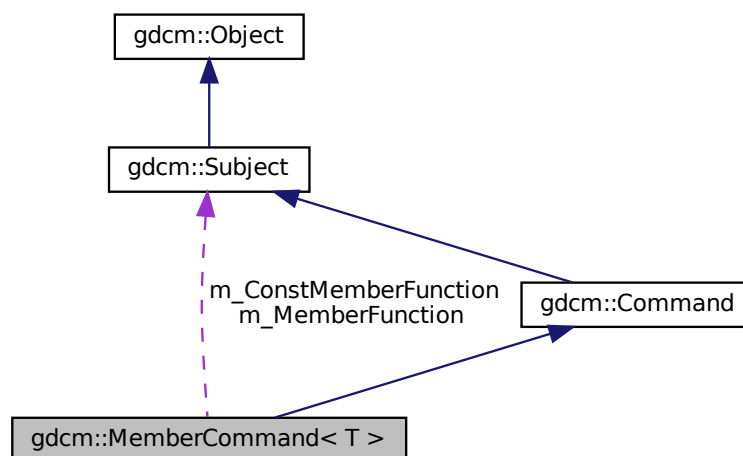 gdcm::Object
gdcm::Subject
m_ConstMemberFunction
m_MemberFunction
gdcm::Command
gdcm::MemberCommand< T >